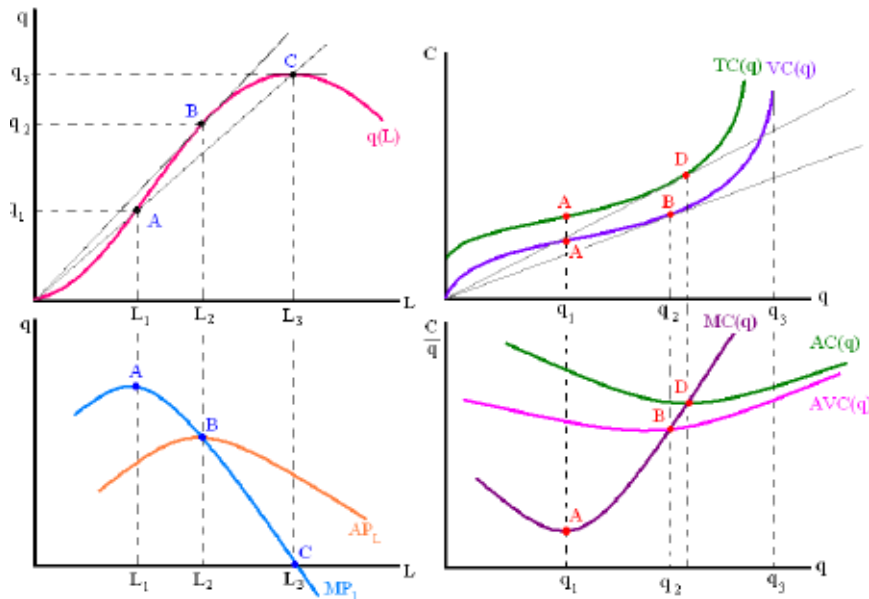 q
q3
q2
q1
A
B
C
q(L)
L1
L2
L3
L
C
TC(q)
VC(q)
A
A
B
D
q1
q2
q3
q
q
A
B
C
APL
MPL
L1
L2
L3
L
C
q
MC(q)
AC(q)
AVC(q)
A
B
D
q1
q2
q3
q